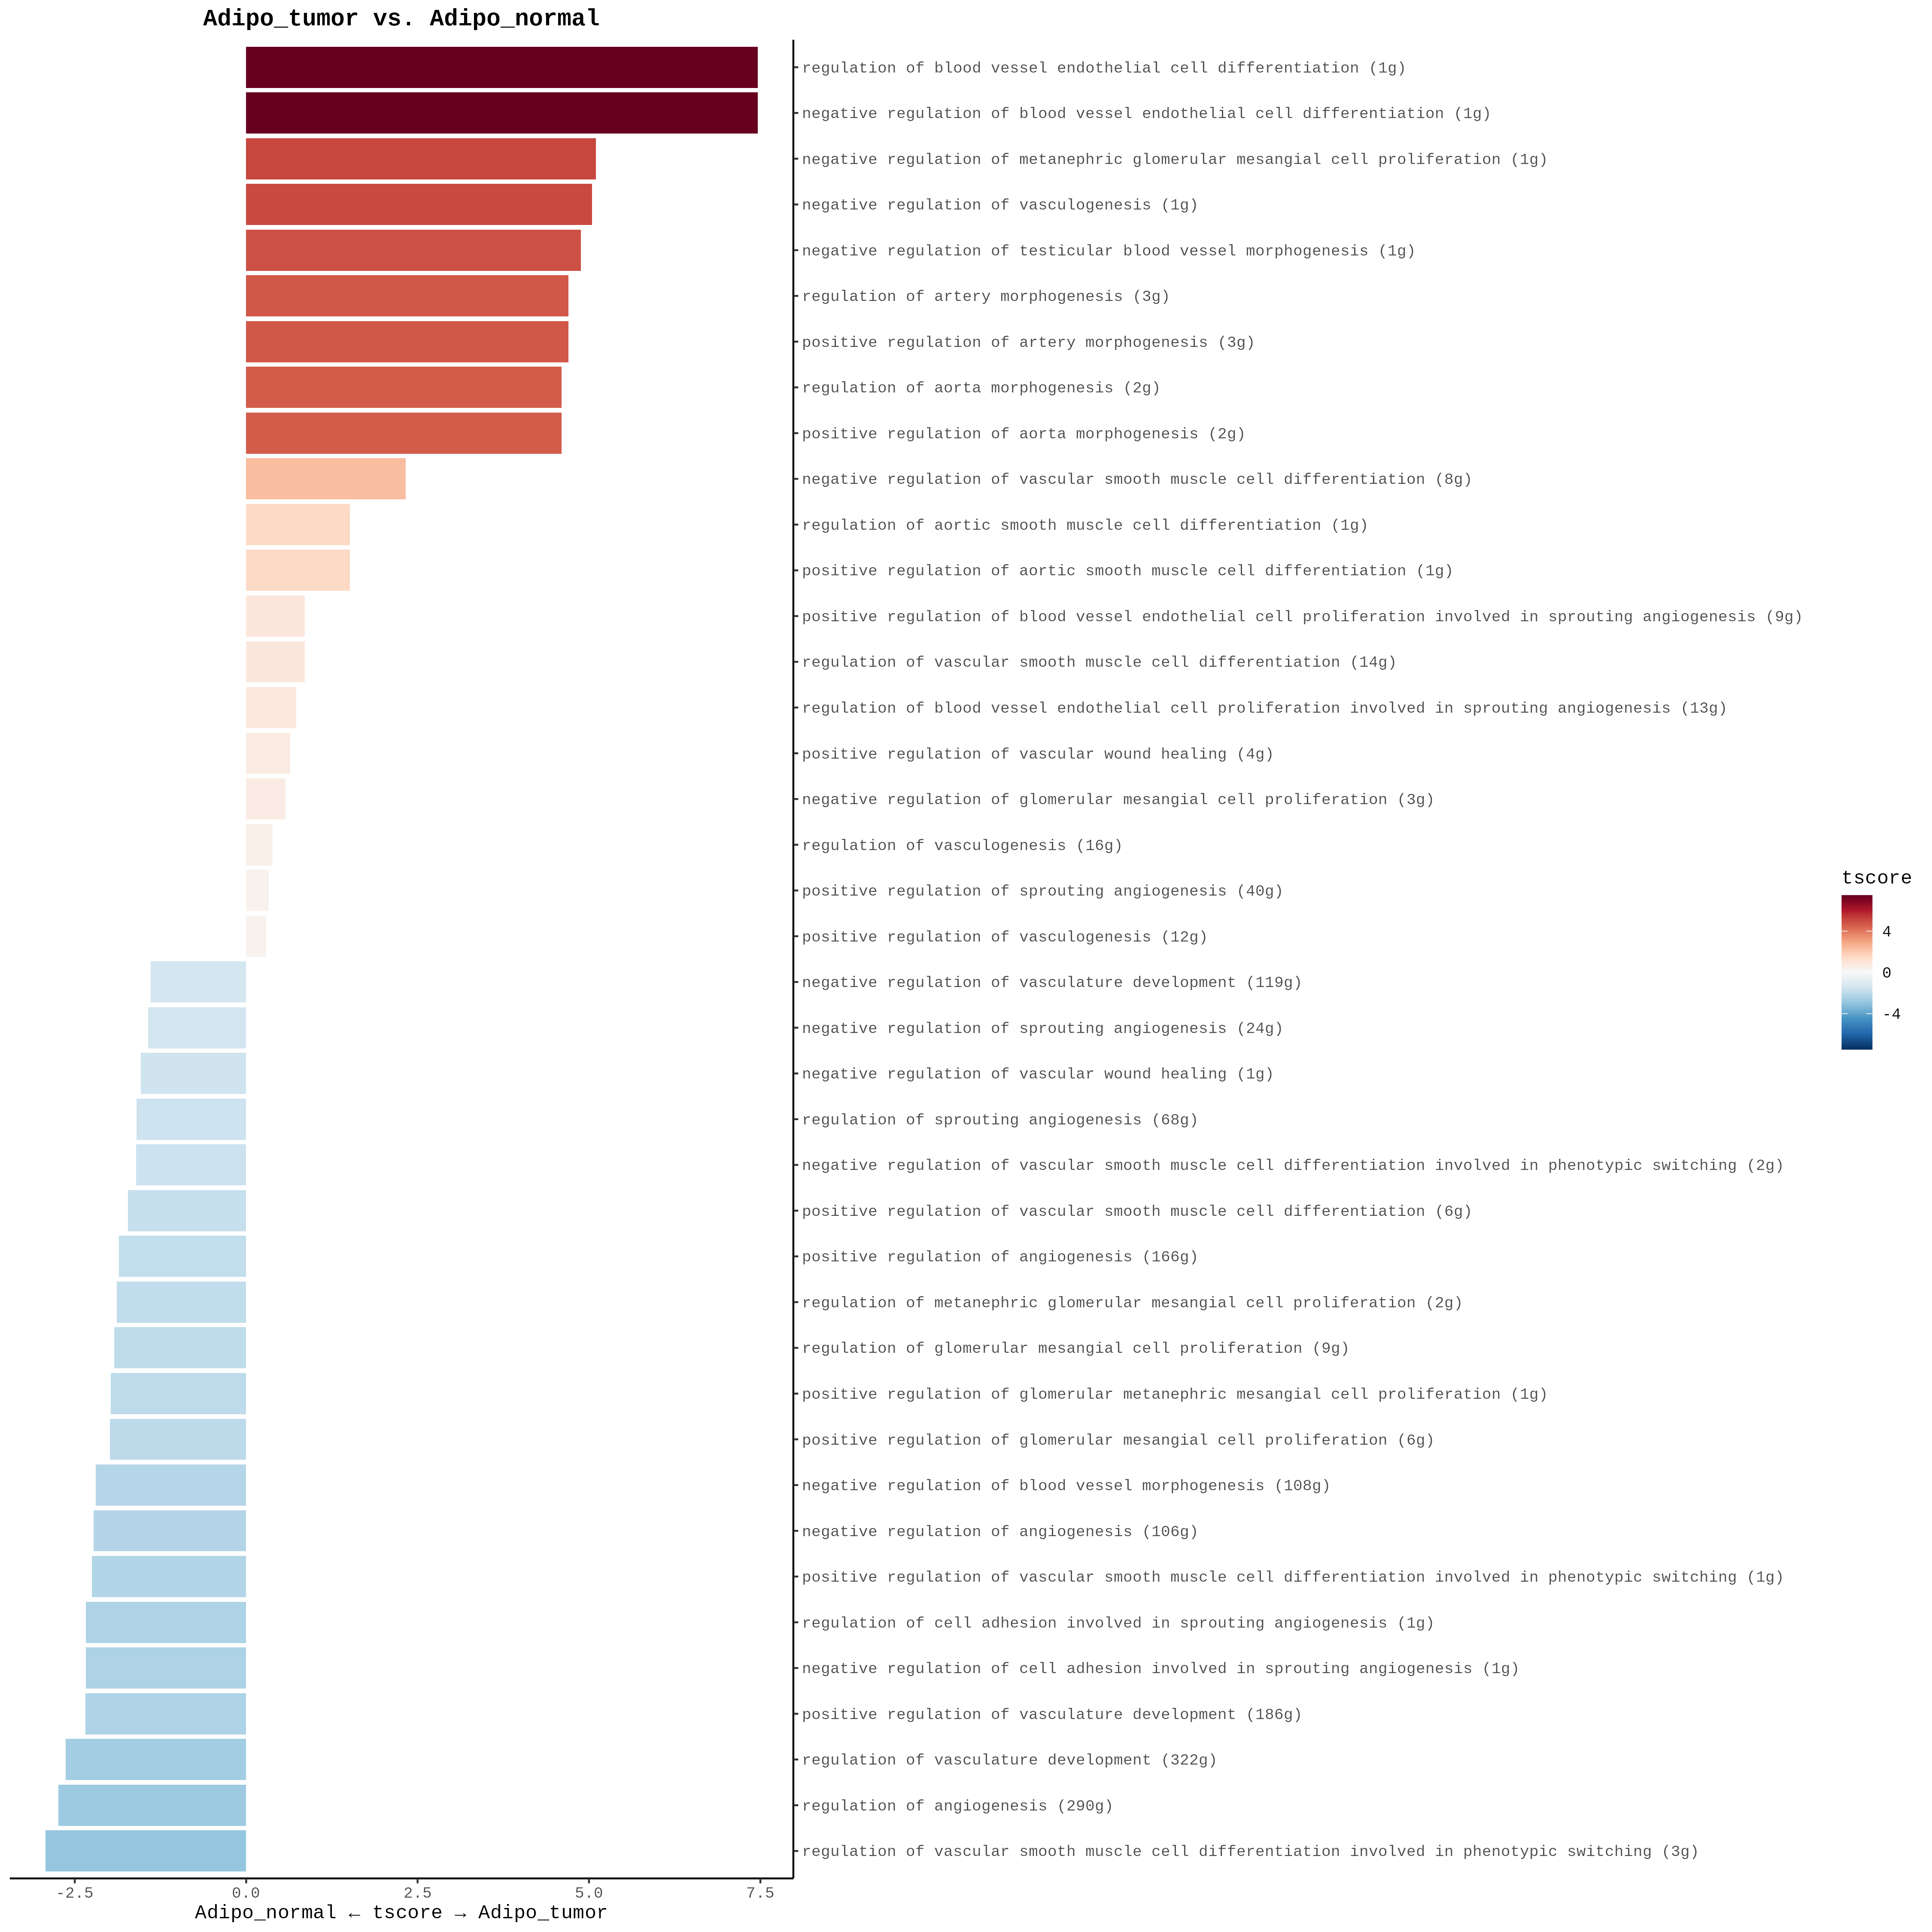 Adipo_tumor vs. Adipo_normal
regulation of blood vessel endothelial cell differentiation (1g)
negative regulation of blood vessel endothelial cell differentiation (1g)
negative regulation of metanephric glomerular mesangial cell proliferation (1g)
negative regulation of vasculogenesis (1g)
negative regulation of testicular blood vessel morphogenesis (1g)
regulation of artery morphogenesis (3g)
positive regulation of artery morphogenesis (3g)
regulation of aorta morphogenesis (2g)
positive regulation of aorta morphogenesis (2g)
negative regulation of vascular smooth muscle cell differentiation (8g)
regulation of aortic smooth muscle cell differentiation (1g)
positive regulation of aortic smooth muscle cell differentiation (1g)
positive regulation of blood vessel endothelial cell proliferation involved in sprouting angiogenesis (9g)
regulation of vascular smooth muscle cell differentiation (14g)
regulation of blood vessel endothelial cell proliferation involved in sprouting angiogenesis (13g)
positive regulation of vascular wound healing (4g)
negative regulation of glomerular mesangial cell proliferation (3g)
regulation of vasculogenesis (16g)
positive regulation of sprouting angiogenesis (40g)
positive regulation of vasculogenesis (12g)
negative regulation of vasculature development (119g)
negative regulation of sprouting angiogenesis (24g)
negative regulation of vascular wound healing (1g)
regulation of sprouting angiogenesis (68g)
negative regulation of vascular smooth muscle cell differentiation involved in phenotypic switching (2g)
positive regulation of vascular smooth muscle cell differentiation (6g)
positive regulation of angiogenesis (166g)
regulation of metanephric glomerular mesangial cell proliferation (2g)
regulation of glomerular mesangial cell proliferation (9g)
positive regulation of glomerular metanephric mesangial cell proliferation (1g)
positive regulation of glomerular mesangial cell proliferation (6g)
negative regulation of blood vessel morphogenesis (108g)
negative regulation of angiogenesis (106g)
positive regulation of vascular smooth muscle cell differentiation involved in phenotypic switching (1g)
regulation of cell adhesion involved in sprouting angiogenesis (1g)
negative regulation of cell adhesion involved in sprouting angiogenesis (1g)
positive regulation of vasculature development (186g)
regulation of vasculature development (322g)
regulation of angiogenesis (290g)
regulation of vascular smooth muscle cell differentiation involved in phenotypic switching (3g)
-2.5 0.0 2.5 5.0 7.5
Adipo_normal ← tscore → Adipo_tumor
tscore
4
0
-4